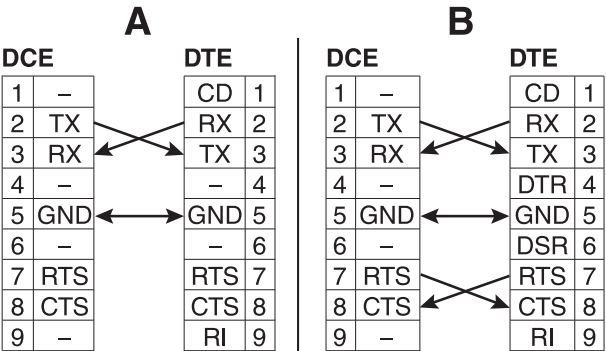 A B
DCE DTE DCE DTE
1 – CD 1 1 – CD 1
2 TX RX 2 2 TX RX 2
3 RX TX 3 3 RX TX 3
4 – – 4 4 – DTR 4
5 GND GND 5 5 GND GND 5
6 – – 6 6 – DSR 6
7 RTS RTS 7 7 RTS RTS 7
8 CTS CTS 8 8 CTS CTS 8
9 – RI 9 9 – RI 9